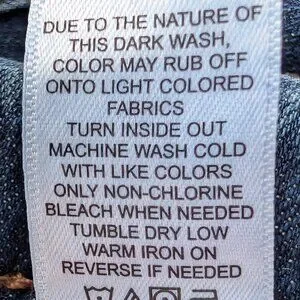 DUE TO THE NATURE OF
THIS DARK WASH,
COLOR MAY RUB OFF
ONTO LIGHT COLORED
FABRICS
TURN INSIDE OUT
MACHINE WASH COLD
WITH LIKE COLORS
ONLY NON-CHLORINE
BLEACH WHEN NEEDED
TUMBLE DRY LOW
WARM IRON ON
REVERSE IF NEEDED